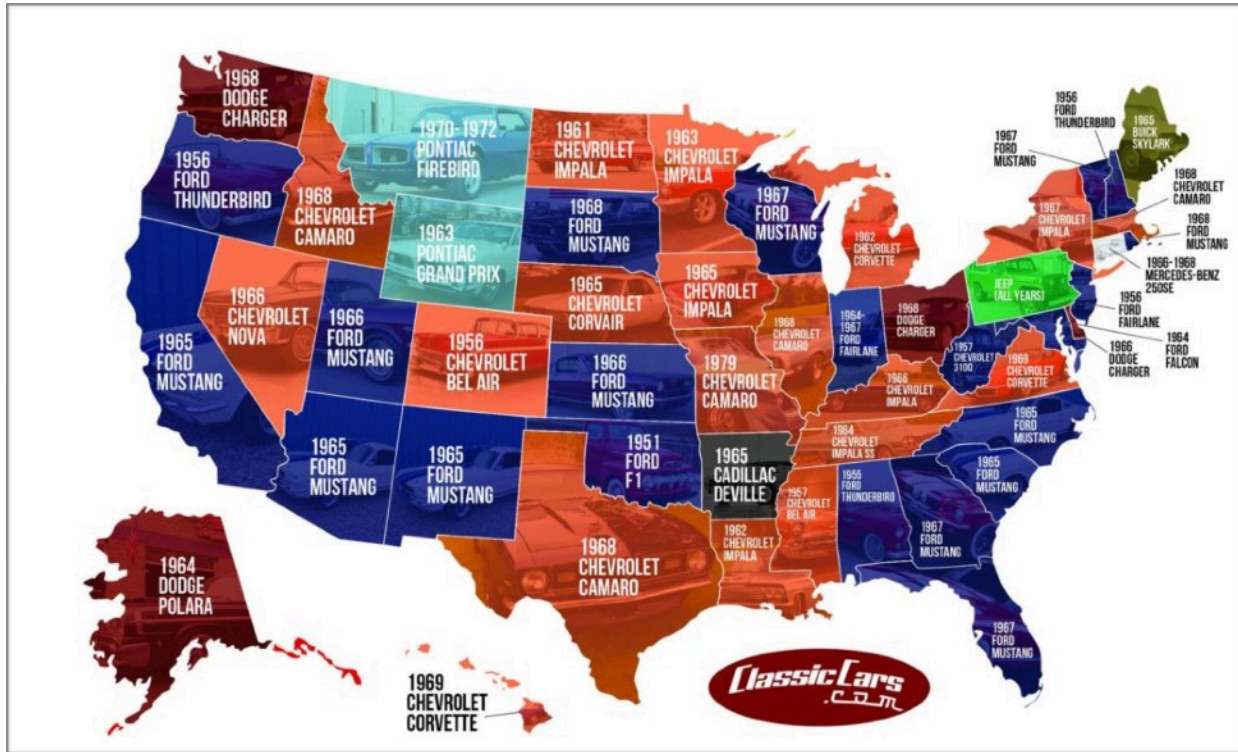 1968
DODGE
CHARGER
1956
FORD
THUNDERBIRD
1968
CHEVROLET
CAMARO
1970-1972
PONTIAC
FIREBIRD
1963
PONTIAC
GRAND PRIX
1961
CHEVROLET
IMPALA
1968
FORD
MUSTANG
1963
CHEVROLET
IMPALA
1967
FORD
MUSTANG
1962
CHEVROLET
CORVETTE
1956
FORD
THUNDERBIRD
1967
FORD
MUSTANG
1965
BUICK
SKYLARK
1968
CHEVROLET
CAMARO
1967
CHEVROLET
IMPALA
1968
FORD
MUSTANG
1966-1968
MERCEDES-BENZ
250SE
1956
FORD
FAIRLANE
1964
FORD
FALCON
1966
DODGE
CHARGER
JEEP
(ALL YEARS)
1965
FORD
MUSTANG
1966
CHEVROLET
NOVA
1966
FORD
MUSTANG
1956
CHEVROLET
BEL AIR
1965
CHEVROLET
CORVAIR
1966
FORD
MUSTANG
1965
CHEVROLET
IMPALA
1979
CHEVROLET
CAMARO
1968
CHEVROLET
CAMARO
1964-
1967
FORD
FAIRLANE
1968
DODGE
CHARGER
1957
CHEVROLET
3100
1969
CHEVROLET
CORVETTE
1966
CHEVROLET
IMPALA
1964
CHEVROLET
IMPALA SS
1965
FORD
MUSTANG
1965
FORD
MUSTANG
1965
FORD
MUSTANG
1965
FORD
MUSTANG
1951
FORD
F1
1965
CADILLAC
DEVILLE
1968
CHEVROLET
CAMARO
1962
CHEVROLET
IMPALA
1957
CHEVROLET
BEL AIR
1955
FORD
THUNDERBIRD
1967
FORD
MUSTANG
1967
FORD
MUSTANG
1964
DODGE
POLARA
1969
CHEVROLET
CORVETTE
ClassicCars
.com